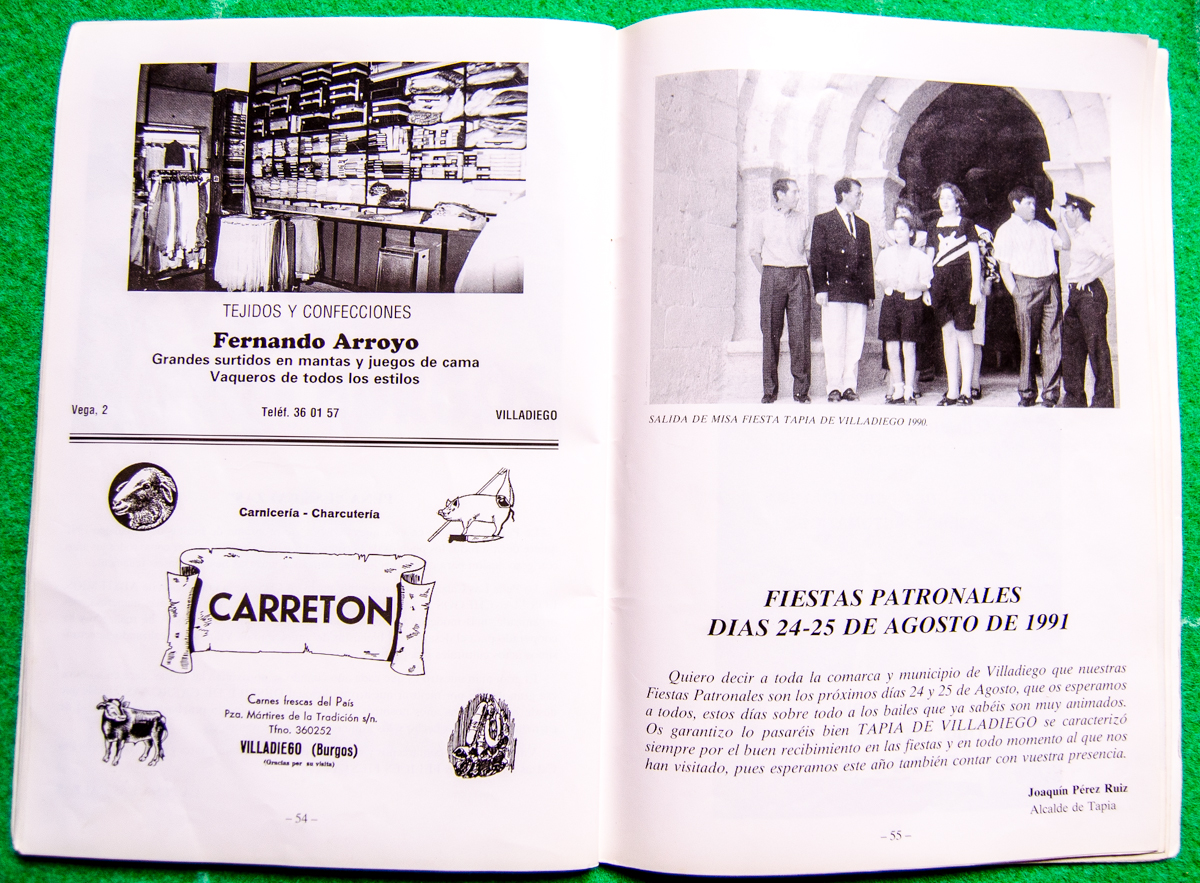 TEJIDOS Y CONFECCIONES
Fernando Arroyo
Grandes surtidos en mantas y juegos de cama
Vaqueros de todos los estilos
Vega, 2 Teléf. 36 01 57 VILLADIEGO
Carnicería - Charcutería
CARRETON
Carnes frescas del País
Pza. Mártires de la Tradición s/n.
Tfno. 360252
VILLADIEGO (Burgos)
(Gracias por su visita)
– 54 –
SALIDA DE MISA FIESTA TAPIA DE VILLADIEGO 1990.
FIESTAS PATRONALES
DIAS 24-25 DE AGOSTO DE 1991
Quiero decir a toda la comarca y municipio de Villadiego que nuestras
Fiestas Patronales son los próximos días 24 y 25 de Agosto, que os esperamos
a todos, estos días sobre todo a los bailes que ya sabéis son muy animados.
Os garantizo lo pasaréis bien TAPIA DE VILLADIEGO se caracterizó
siempre por el buen recibimiento en las fiestas y en todo momento al que nos
han visitado, pues esperamos este año también contar con vuestra presencia.
Joaquín Pérez Ruiz
Alcalde de Tapia
– 55 –